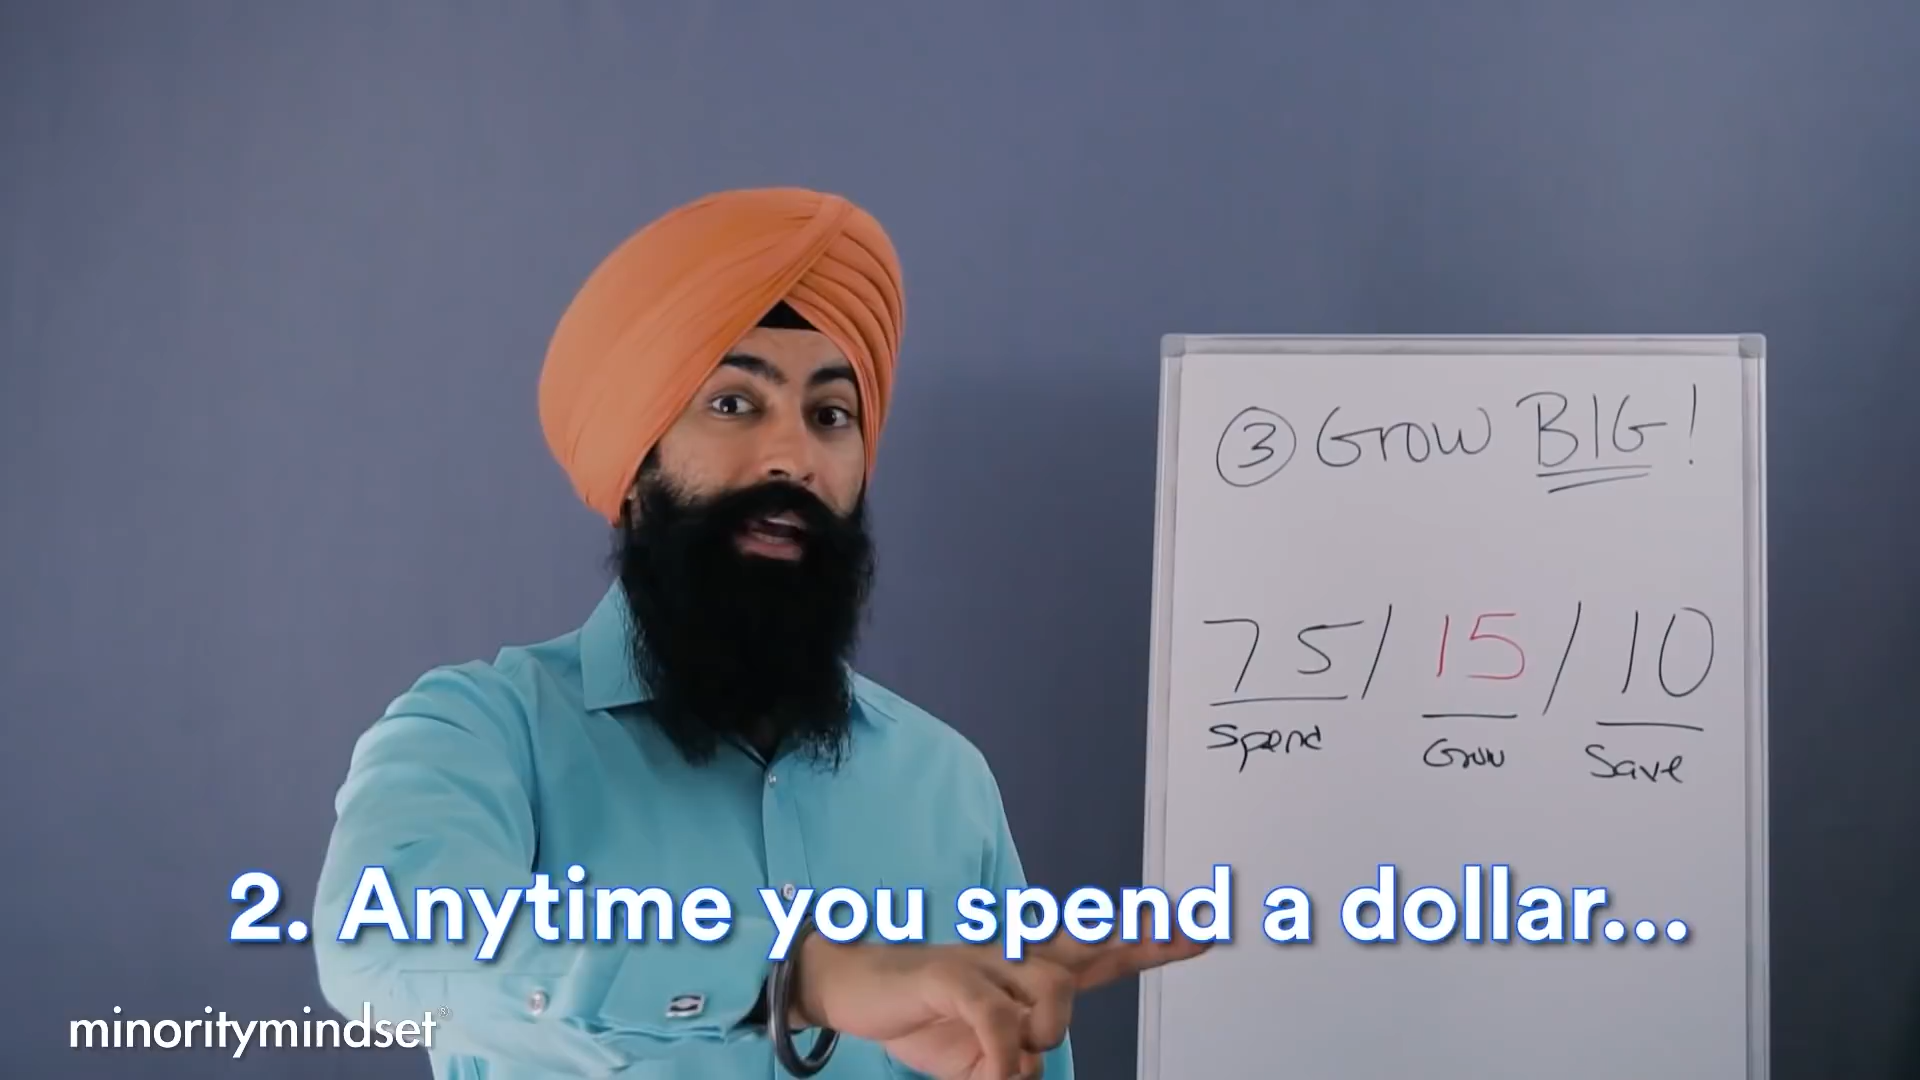 ③ Grow BIG!
75 / 15 / 10
Spend Grow Save
2. Anytime you spend a dollar...
minoritymindset®